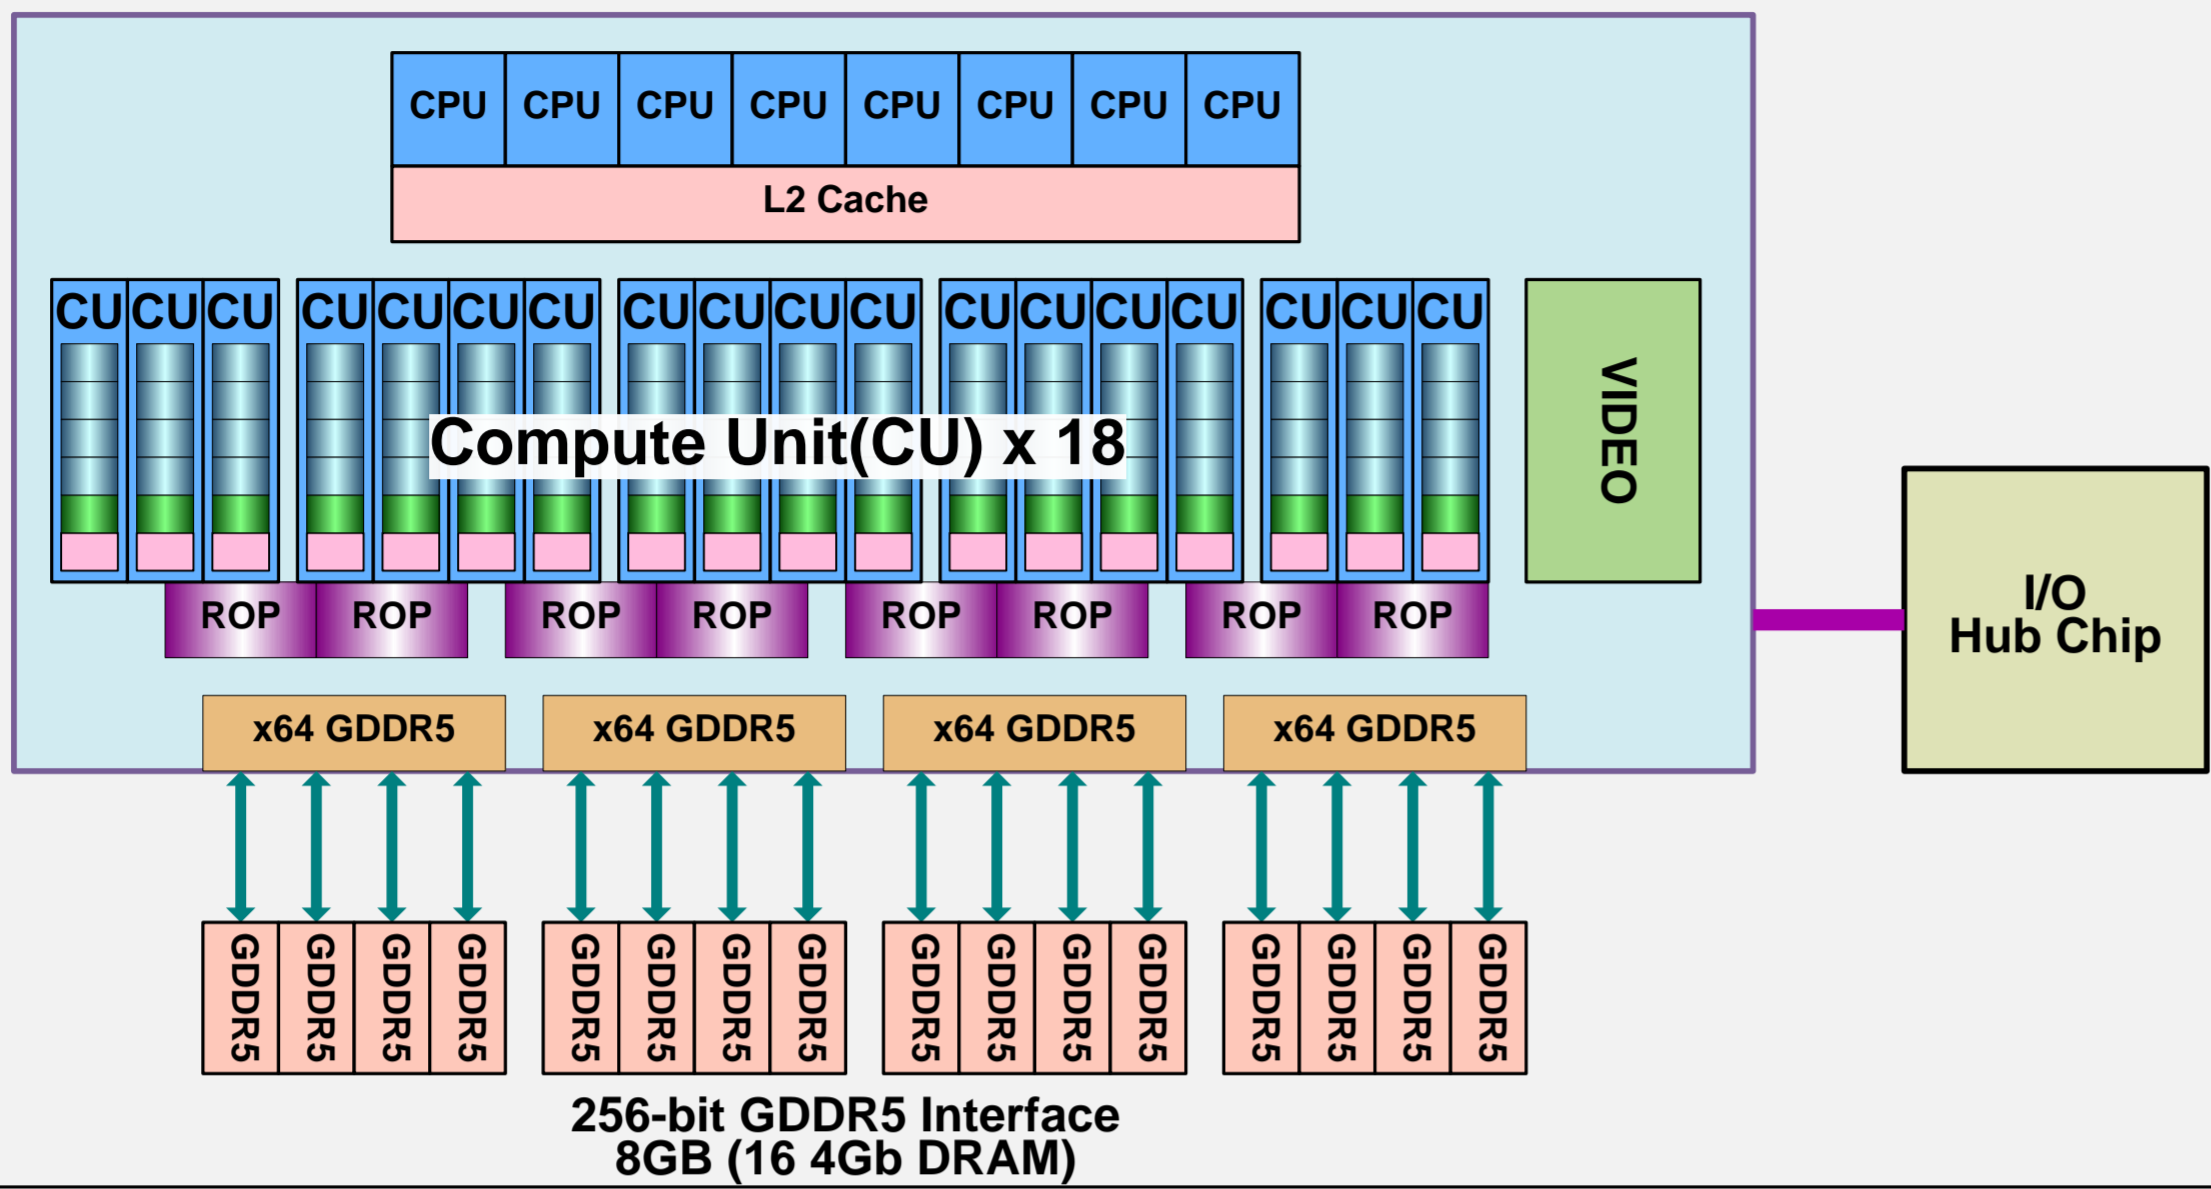 CPU CPU CPU CPU CPU CPU CPU CPU
L2 Cache
CU CU CU CU CU CU CU CU CU CU CU CU CU CU CU CU CU CU
Compute Unit(CU) x 18
VIDEO
ROP ROP ROP ROP ROP ROP ROP ROP
I/O
Hub Chip
x64 GDDR5 x64 GDDR5 x64 GDDR5 x64 GDDR5
GDDR5 GDDR5 GDDR5 GDDR5 GDDR5 GDDR5 GDDR5 GDDR5 GDDR5 GDDR5 GDDR5 GDDR5 GDDR5 GDDR5 GDDR5 GDDR5
256-bit GDDR5 Interface
8GB (16 4Gb DRAM)